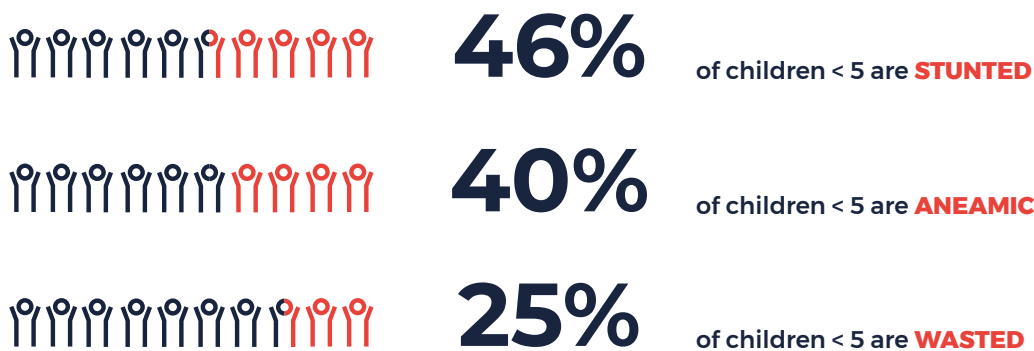 46% of children < 5 are STUNTED
40% of children < 5 are ANEAMIC
25% of children < 5 are WASTED